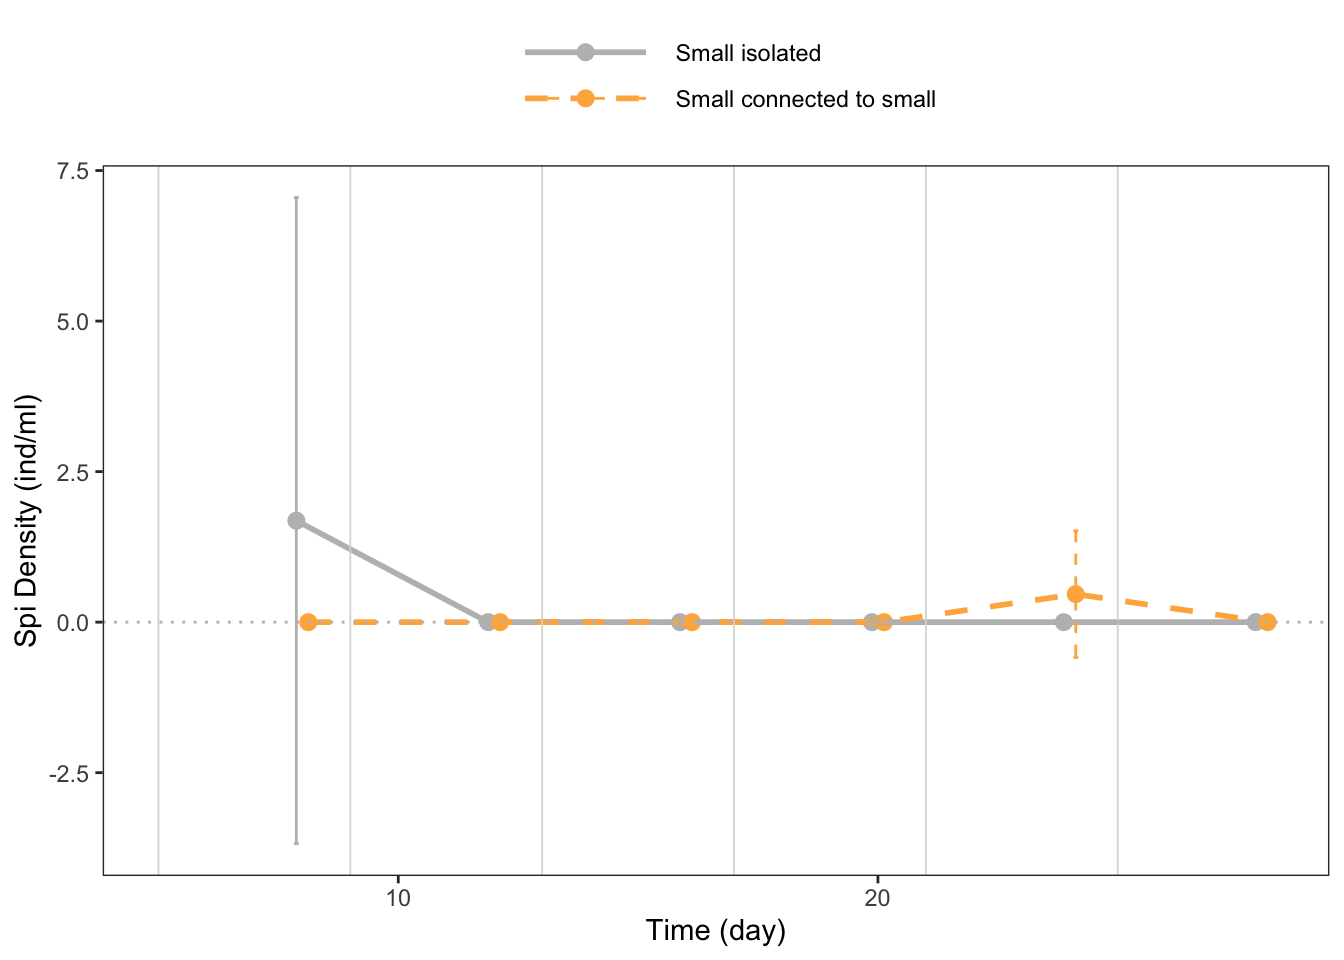 Small isolated
Small connected to small
7.5
5.0
2.5
0.0
-2.5
Spi Density (ind/ml)
10
20
Time (day)